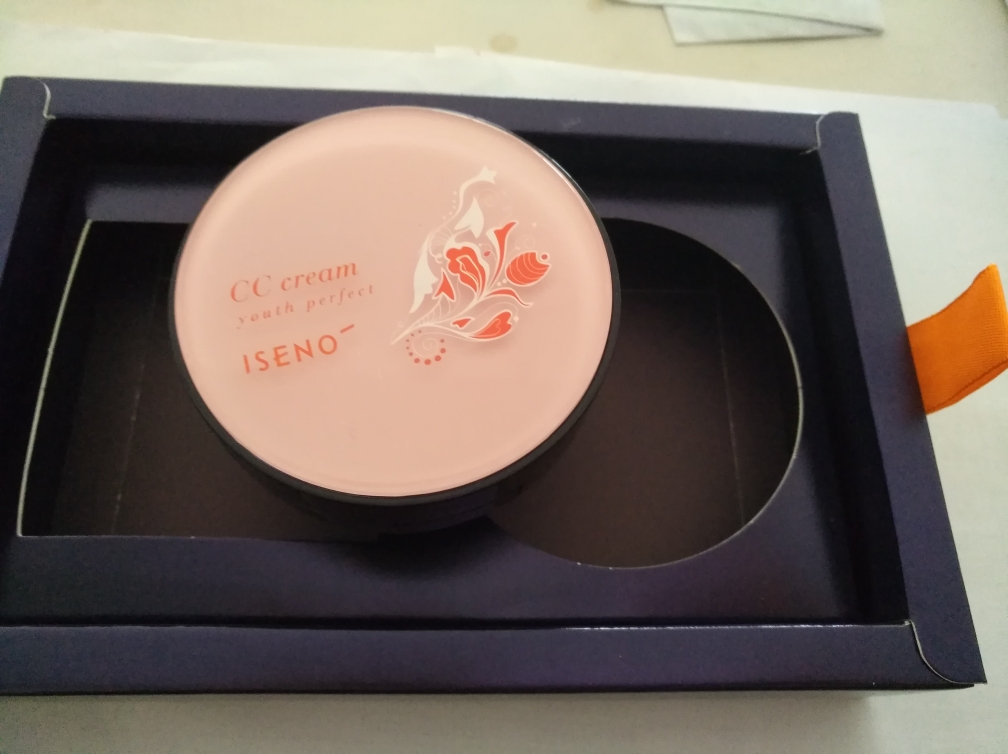 CC cream
youth perfect
ISENO